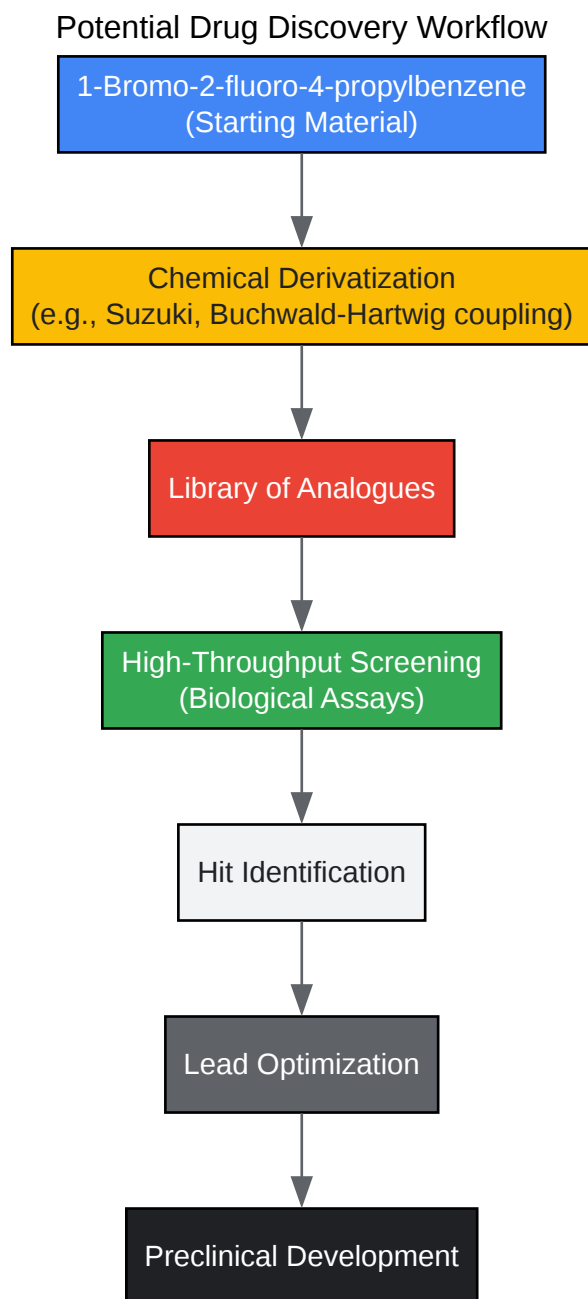 Potential Drug Discovery Workflow
1-Bromo-2-fluoro-4-propylbenzene
(Starting Material)
Chemical Derivatization
(e.g., Suzuki, Buchwald-Hartwig coupling)
Library of Analogues
High-Throughput Screening
(Biological Assays)
Hit Identification
Lead Optimization
Preclinical Development